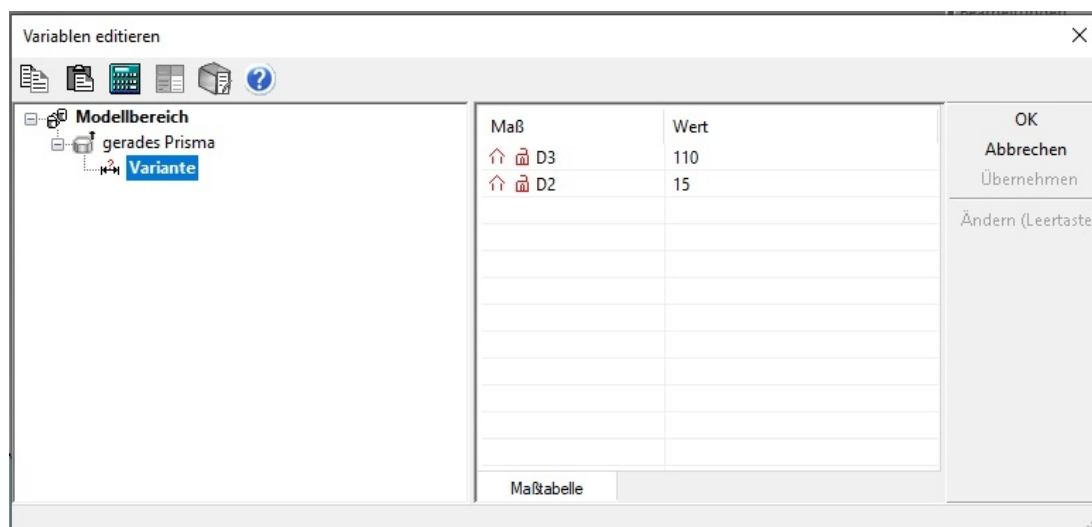 Variablen editieren
Modellbereich
gerades Prisma
Variante
Maß Wert
D3 110
D2 15
Maßtabelle
OK
Abbrechen
Übernehmen
Ändern (Leertaste